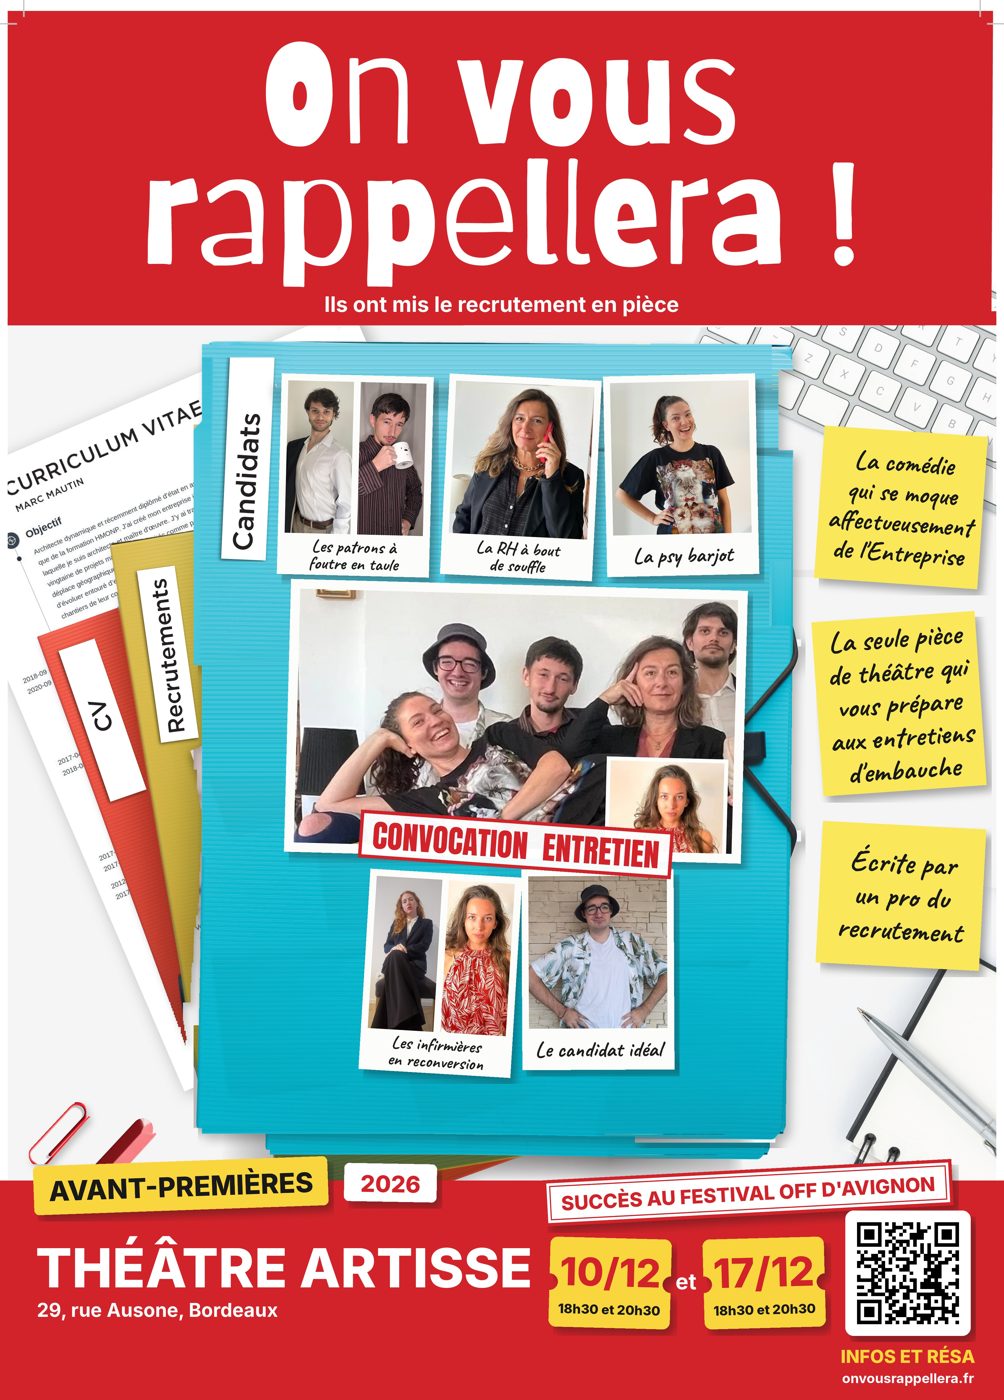 On vous
rappellera !
Ils ont mis le recrutement en pièce
CURRICULUM VITAE
MARC MAUTIN
Objectif
Candidats
Recrutements
CV
Les patrons à
foutre en taule
La RH à bout
de souffle
La psy barjot
La comédie
qui se moque
affectueusement
de l'Entreprise
La seule pièce
de théâtre qui
vous prépare
aux entretiens
d'embauche
Écrite par
un pro du
recrutement
CONVOCATION ENTRETIEN
Les infirmières
en reconversion
Le candidat idéal
AVANT-PREMIÈRES
2026
SUCCÈS AU FESTIVAL OFF D'AVIGNON
THÉÂTRE ARTISSE
29, rue Ausone, Bordeaux
10/12 et 17/12
18h30 et 20h30
18h30 et 20h30
INFOS ET RÉSA
onvousrappellera.fr